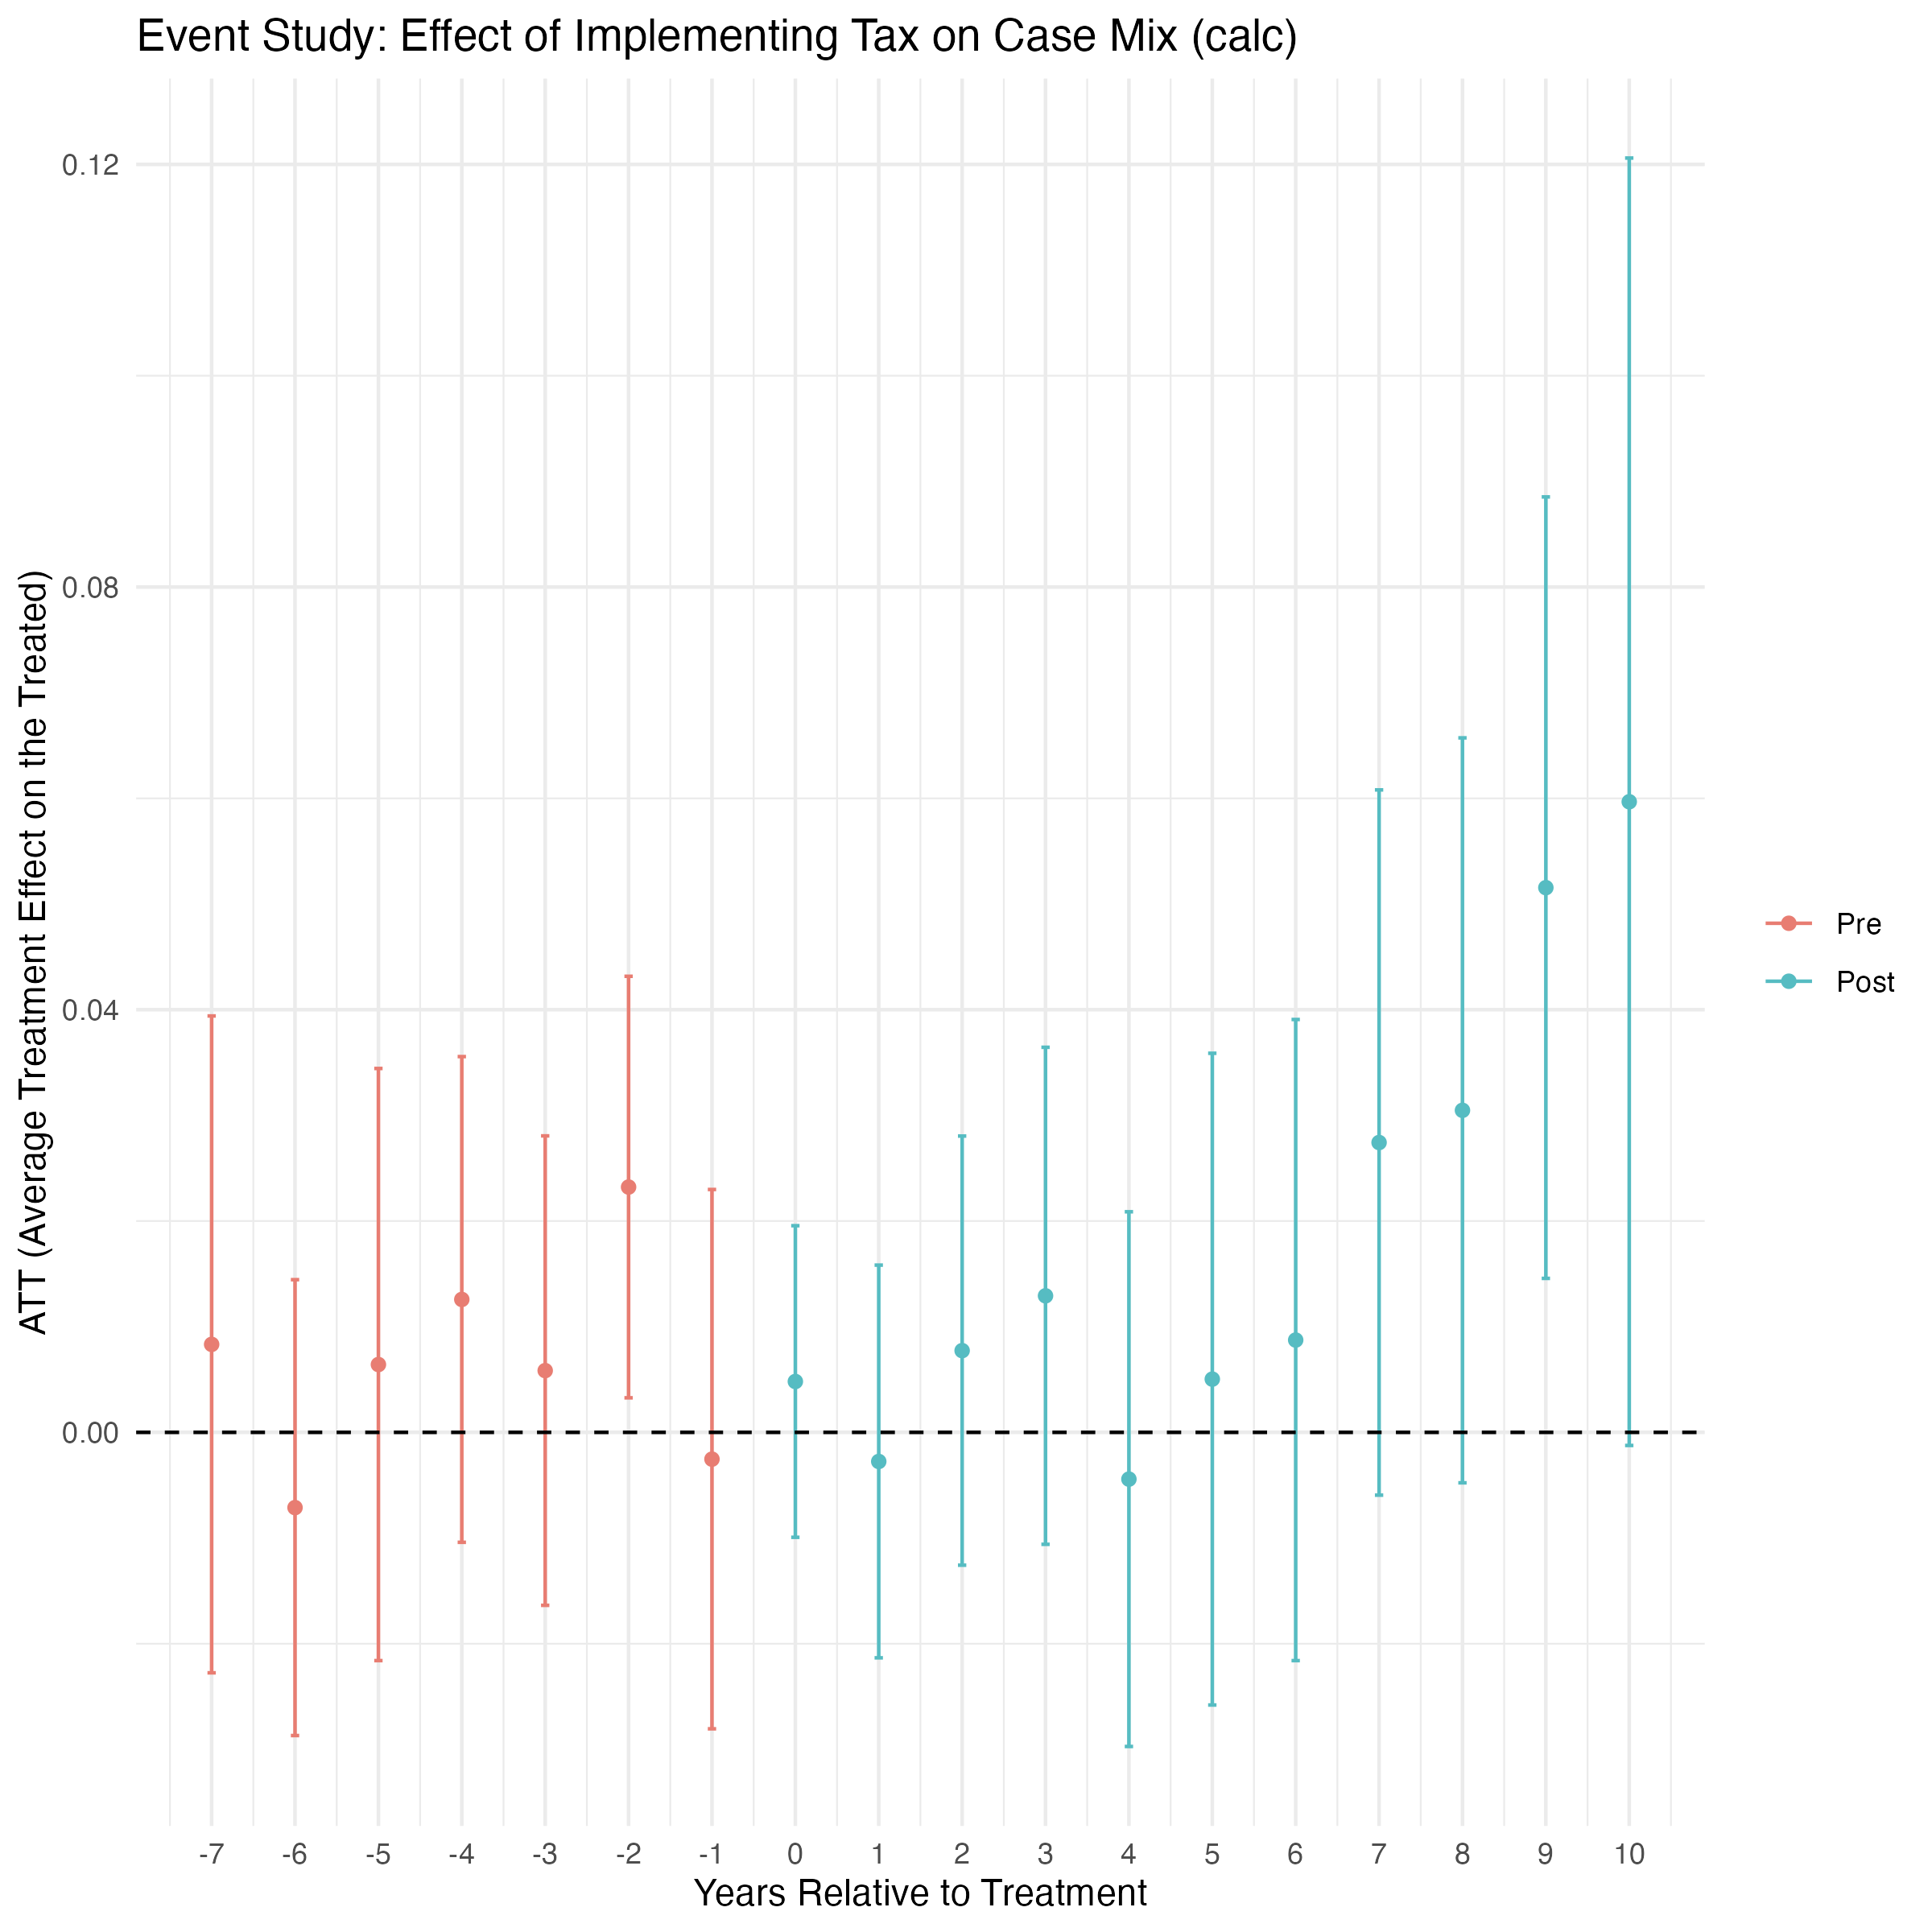 Event Study: Effect of Implementing Tax on Case Mix (calc)
ATT (Average Treatment Effect on the Treated)
0.12
0.08
0.04
0.00
-7 -6 -5 -4 -3 -2 -1 0 1 2 3 4 5 6 7 8 9 10
Years Relative to Treatment
Pre
Post